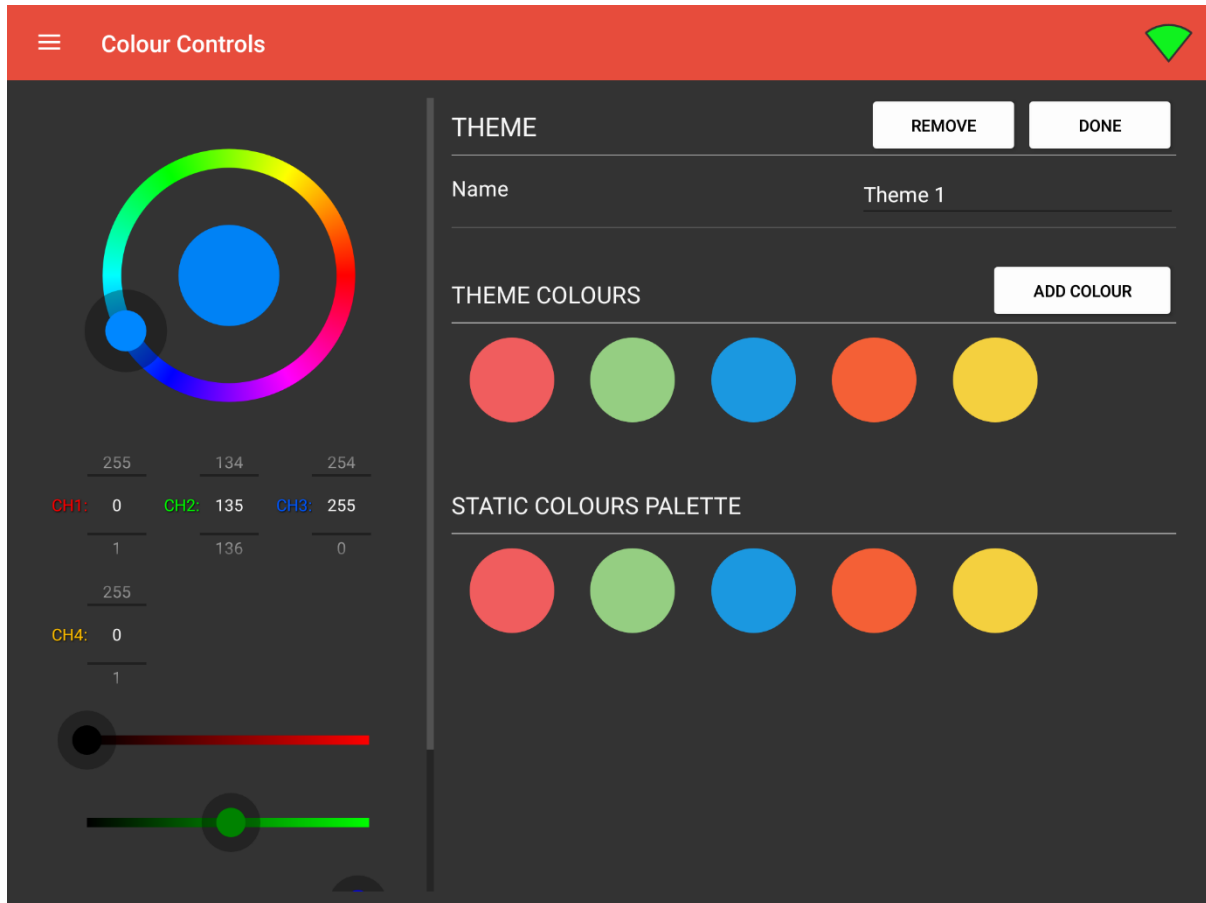 Colour Controls
THEME
REMOVE
DONE
Name
Theme 1
THEME COLOURS
ADD COLOUR
STATIC COLOURS PALETTE
255 134 254
CH1: 0 CH2: 135 CH3: 255
1 136 0
255
CH4: 0
1